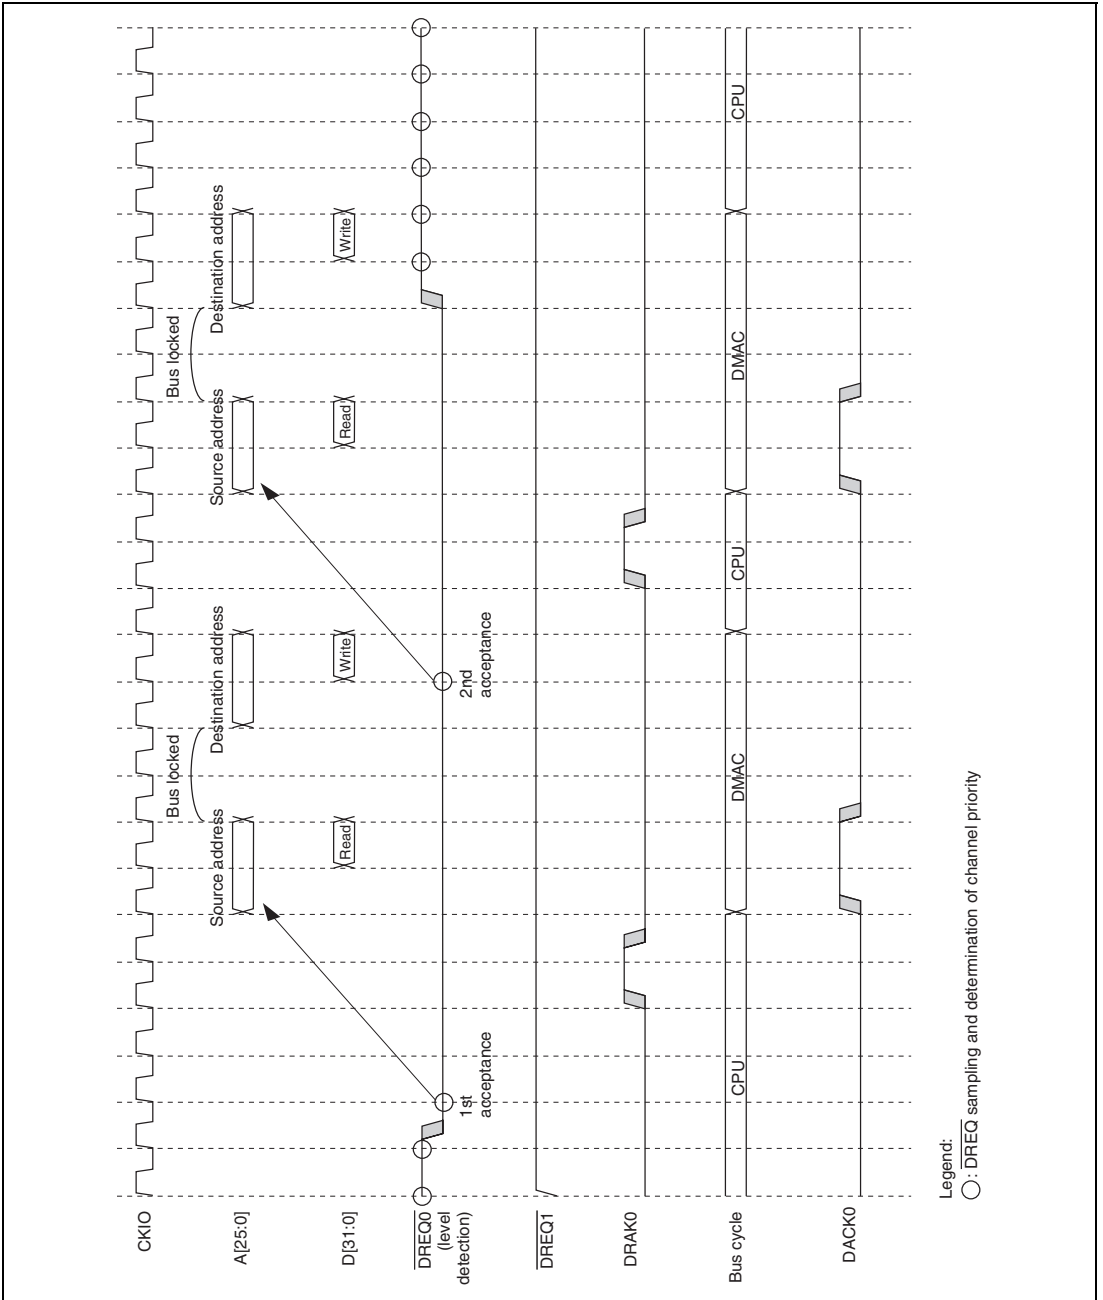 CKIO
A[25:0]
Source address
Bus locked
Destination address
Source address
Bus locked
Destination address
D[31:0]
Read
Write
Read
Write
DREQ0
(level
detection)
1st
acceptance
2nd
acceptance
DREQ1
DRAK0
Bus cycle
CPU
DMAC
CPU
DMAC
CPU
DACK0
Legend:
○: DREQ sampling and determination of channel priority